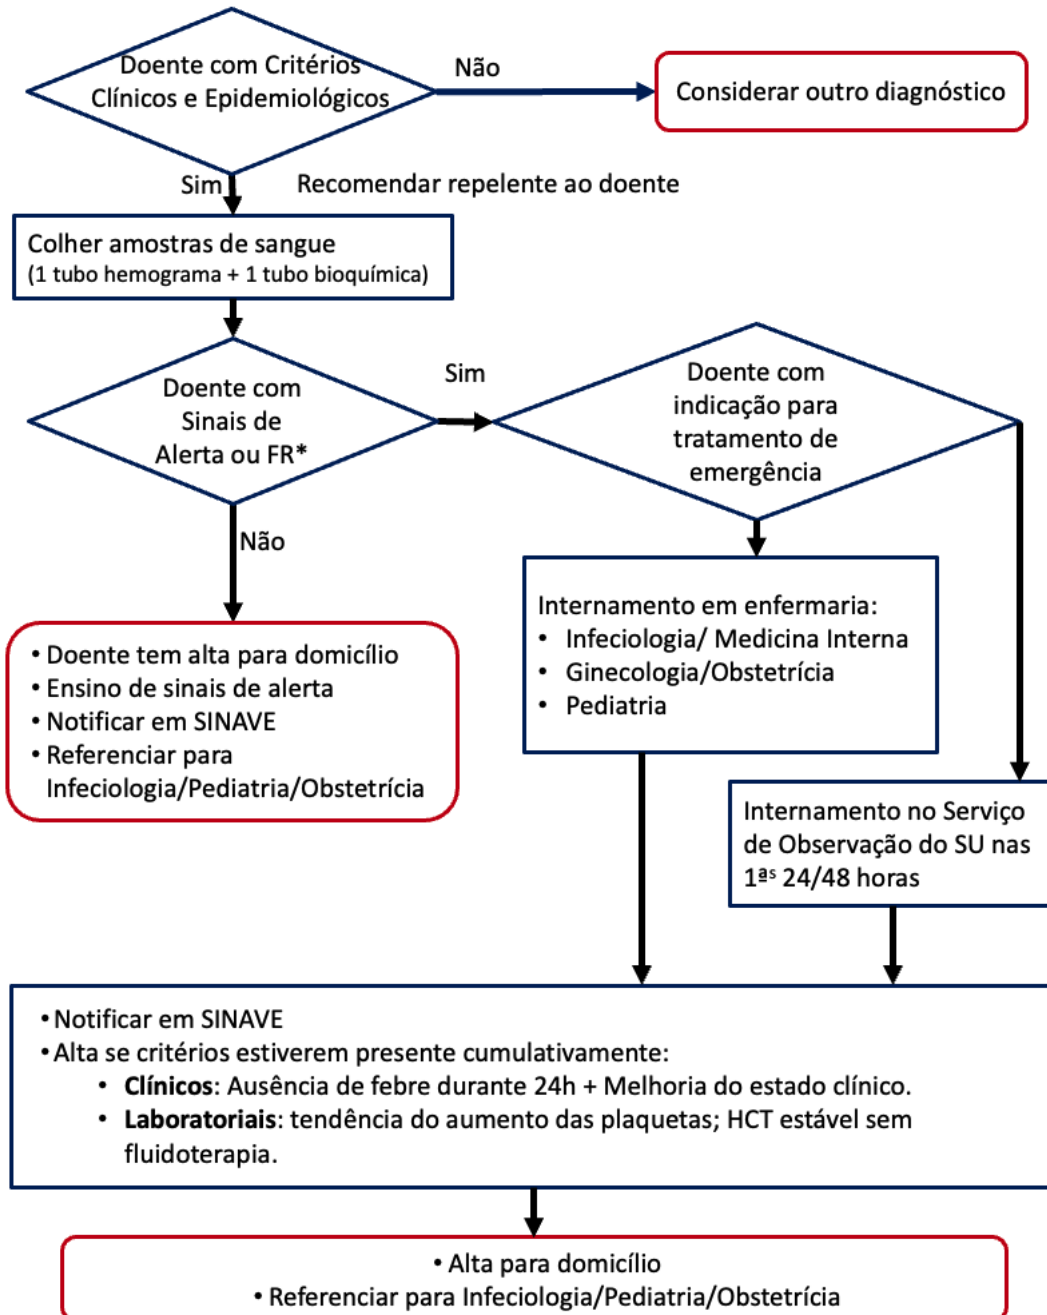 Doente com Critérios
Clínicos e Epidemiológicos
Não
Considerar outro diagnóstico
Sim
Recomendar repelente ao doente
Colher amostras de sangue
(1 tubo hemograma + 1 tubo bioquímica)
Doente com
Sinais de
Alerta ou FR*
Sim
Doente com
indicação para
tratamento de
emergência
Não
• Doente tem alta para domicílio
• Ensino de sinais de alerta
• Notificar em SINAVE
• Referenciar para
Infeciologia/Pediatria/Obstetrícia
Internamento em enfermaria:
• Infeciologia/ Medicina Interna
• Ginecologia/Obstetrícia
• Pediatria
Internamento no Serviço
de Observação do SU nas
1ªˢ 24/48 horas
• Notificar em SINAVE
• Alta se critérios estiverem presente cumulativamente:
• Clínicos: Ausência de febre durante 24h + Melhoria do estado clínico.
• Laboratoriais: tendência do aumento das plaquetas; HCT estável sem
fluidoterapia.
• Alta para domicílio
• Referenciar para Infeciologia/Pediatria/Obstetrícia